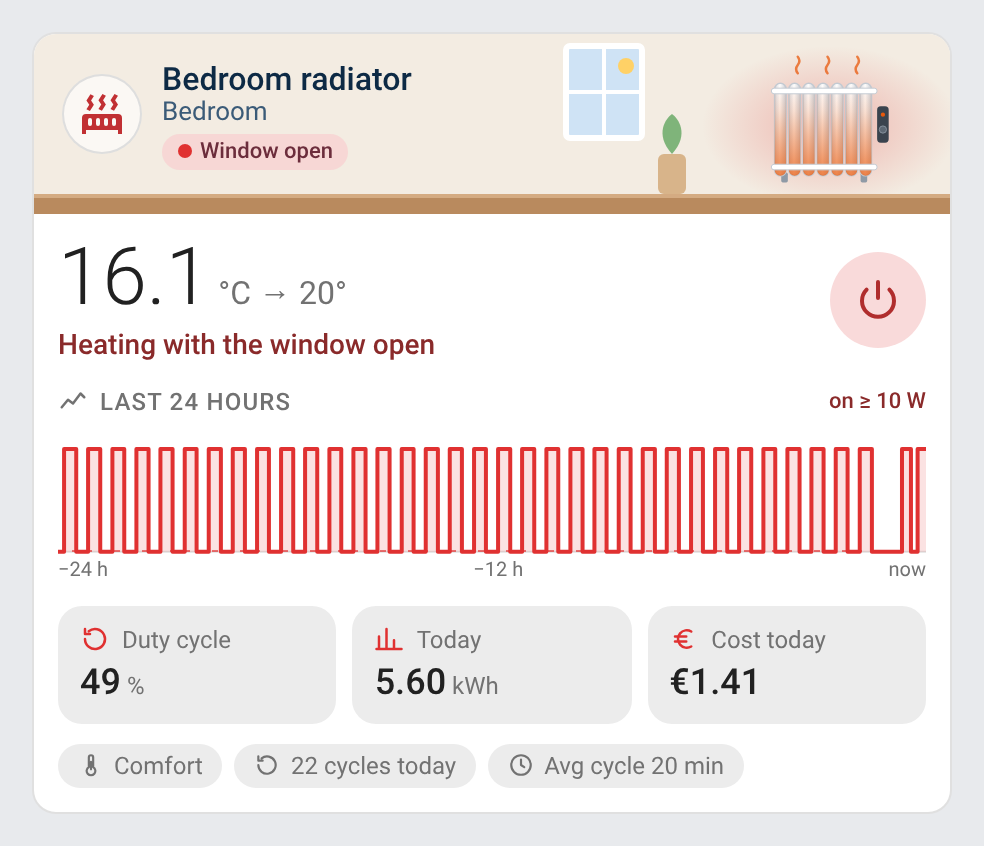 Bedroom radiator
Bedroom
Window open
16.1 °C → 20°
Heating with the window open
LAST 24 HOURS on ≥ 10 W
−24 h −12 h now
Duty cycle Today Cost today
49 % 5.60 kWh €1.41
Comfort 22 cycles today Avg cycle 20 min